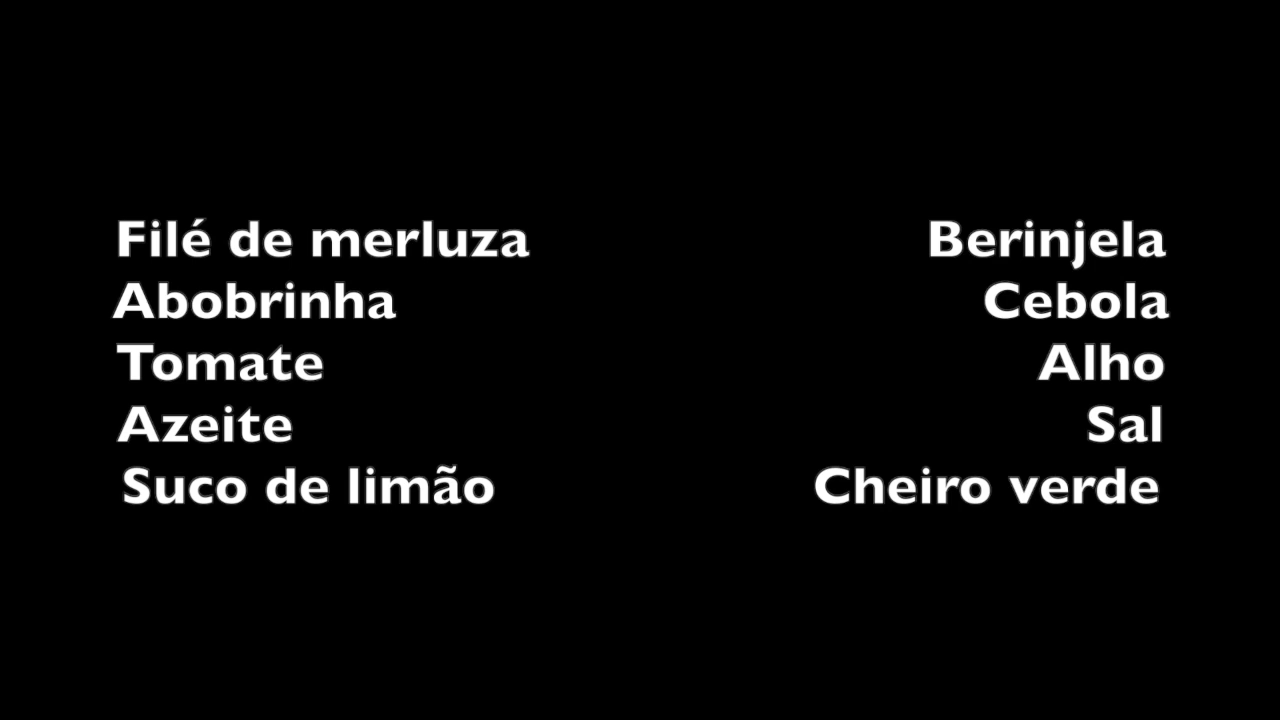 Filé de merluza
Abobrinha
Tomate
Azeite
Suco de limão
Berinjela
Cebola
Alho
Sal
Cheiro verde